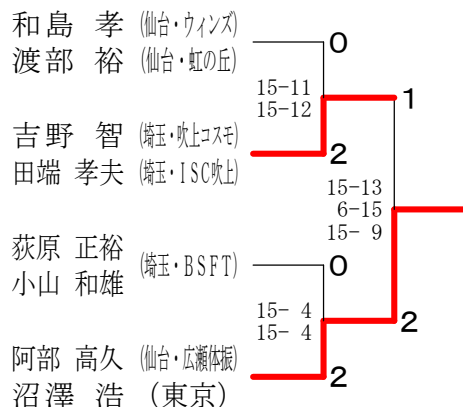 和島 孝 (仙台・ウィンズ)
渡部 裕 (仙台・虹の丘)
0
15-11
15-12
1
吉野 智 (埼玉・吹上コスモ)
田端 孝夫 (埼玉・ISC吹上)
2
15-13
6-15
15- 9
荻原 正裕
小山 和雄
(埼玉・BSFT)
0
15- 4
15- 4
2
阿部 高久 (仙台・広瀬体振)
沼澤 浩 (東京)
2